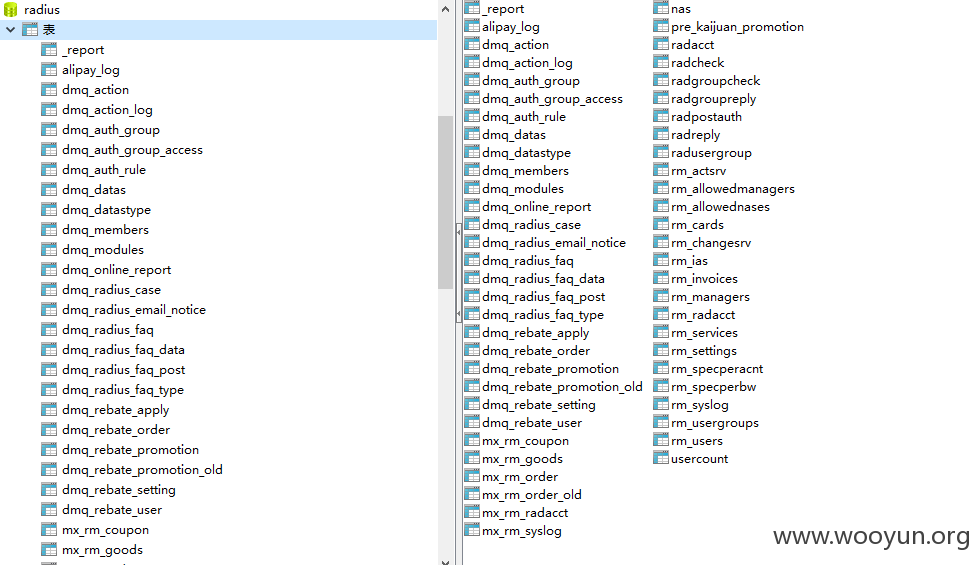 radius
表
_report
alipay_log
dmq_action
dmq_action_log
dmq_auth_group
dmq_auth_group_access
dmq_auth_rule
dmq_datas
dmq_datastype
dmq_members
dmq_modules
dmq_online_report
dmq_radius_case
dmq_radius_email_notice
dmq_radius_faq
dmq_radius_faq_data
dmq_radius_faq_post
dmq_radius_faq_type
dmq_rebate_apply
dmq_rebate_order
dmq_rebate_promotion
dmq_rebate_promotion_old
dmq_rebate_setting
dmq_rebate_user
mx_rm_coupon
mx_rm_goods
_report
alipay_log
dmq_action
dmq_action_log
dmq_auth_group
dmq_auth_group_access
dmq_auth_rule
dmq_datas
dmq_datastype
dmq_members
dmq_modules
dmq_online_report
dmq_radius_case
dmq_radius_email_notice
dmq_radius_faq
dmq_radius_faq_data
dmq_radius_faq_post
dmq_radius_faq_type
dmq_rebate_apply
dmq_rebate_order
dmq_rebate_promotion
dmq_rebate_promotion_old
dmq_rebate_setting
dmq_rebate_user
mx_rm_coupon
mx_rm_goods
mx_rm_order
mx_rm_order_old
mx_rm_radacct
mx_rm_syslog
nas
pre_kaijuan_promotion
radacct
radcheck
radgroupcheck
radgroupreply
radpostauth
radreply
radusergroup
rm_actsrv
rm_allowedmanagers
rm_allowednases
rm_cards
rm_changesrv
rm_ias
rm_invoices
rm_managers
rm_radacct
rm_services
rm_settings
rm_specperacnt
rm_specperbw
rm_syslog
rm_usergroups
rm_users
usercount
www.wooyun.org